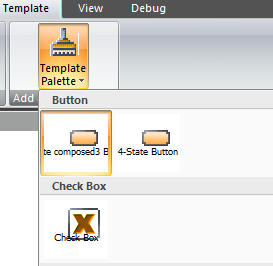 Template View Debug
Template
Palette
Add
Button
te composed3 B
4-State Button
Check Box
Check Box